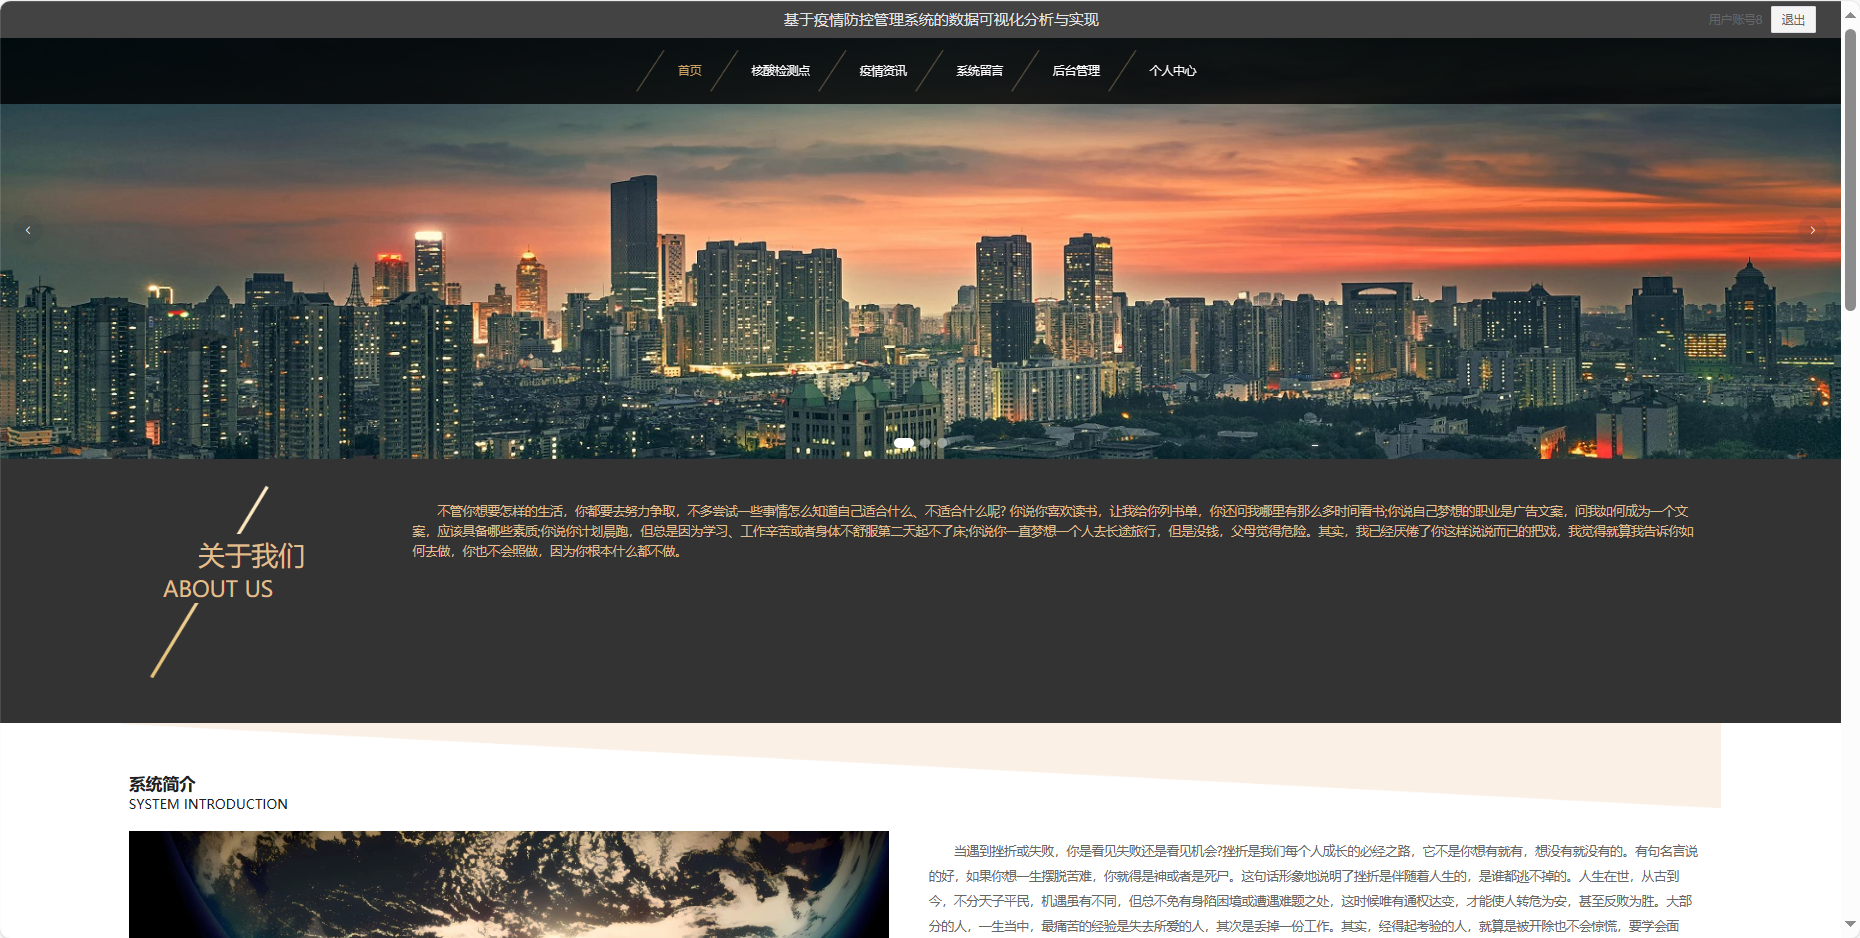 基于疫情防控管理系统的数据可视化分析与实现
用户账号8 退出
首页 核酸检测点 疫情资讯 系统留言 后台管理 个人中心
关于我们
ABOUT US
不管你想要怎样的生活，你都要去努力争取，不多尝试一些事情怎么知道自己适合什么、不适合什么呢? 你说你喜欢读书，让我给你列书单，你还问我哪里有那么多时间看书;你说自己梦想的职业是广告文案，问我如何成为一个文
案，应该具备哪些素质;你说你计划晨跑，但总是因为学习、工作辛苦或者身体不舒服第二天起不了床;你说你一直梦想一个人去长途旅行，但是没钱，父母觉得危险。其实，我已经厌倦了你这样说说而已的把戏，我觉得就算我告诉你如
何去做，你也不会照做，因为你根本什么都不做。
系统简介
SYSTEM INTRODUCTION
当遇到挫折或失败，你是看见失败还是看见机会?挫折是我们每个人成长的必经之路，它不是你想有就有，想没有就没有的。有句名言说
的好，如果你想一生摆脱苦难，你就得是神或者是死尸。这句话形象地说明了挫折是伴随着人生的，是谁都逃不掉的。人生在世，从古到
今，不分天子平民，机遇虽有不同，但总不免有身陷困境或遭遇难题之处，这时候唯有通权达变，才能使人转危为安，甚至反败为胜。大部
分的人，一生当中，最痛苦的经验是失去所爱的人，其次是丢掉一份工作。其实，经得起考验的人，就算是被开除也不会惊慌，要学会面